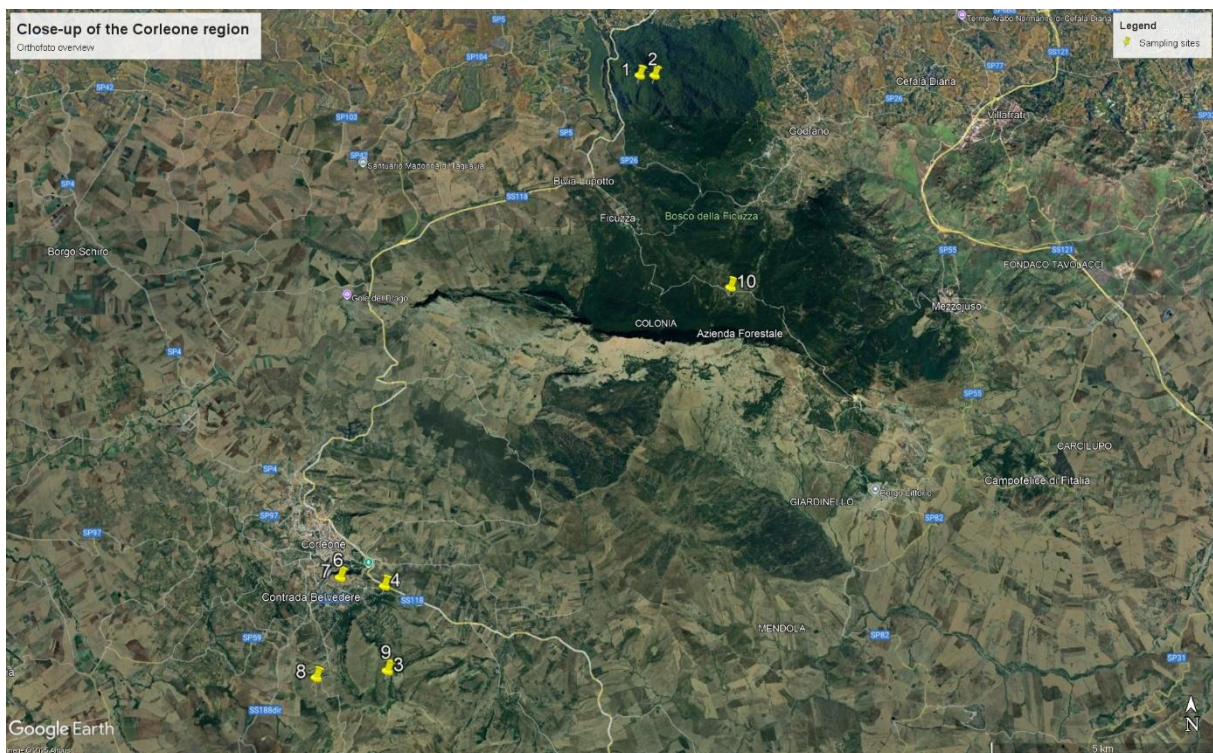 Close-up of the Corleone region
Orthofoto overview
Legend
Sampling sites
SP5
SP104
SP42
SP103
SP5
SP42
Santuario Madonna di Tagliavia
SP4
SP26
Bivia Lupotto
SS118
Ficuzza
Bosco della Ficuzza
Godrano
Cefalà Diana
SP26
SP77
SS121
Villafrati
1
2
Borgo Schirò
Gole del Drago
SP4
10
COLONIA
Azienda Forestale
SP55
SS121
FONDACO TAVOLACCI
Mezzojuso
SP55
CARCILUPO
Campofelice di Fitalia
GIARDINELLO
Borgo Littorio
SP82
SP4
SP97
SP97
Corleone
6
7
4
Contrada Belvedere
SS118
MENDOLA
SP82
SP59
9
8
3
SP31
SS188dir
Google Earth
N
5 km